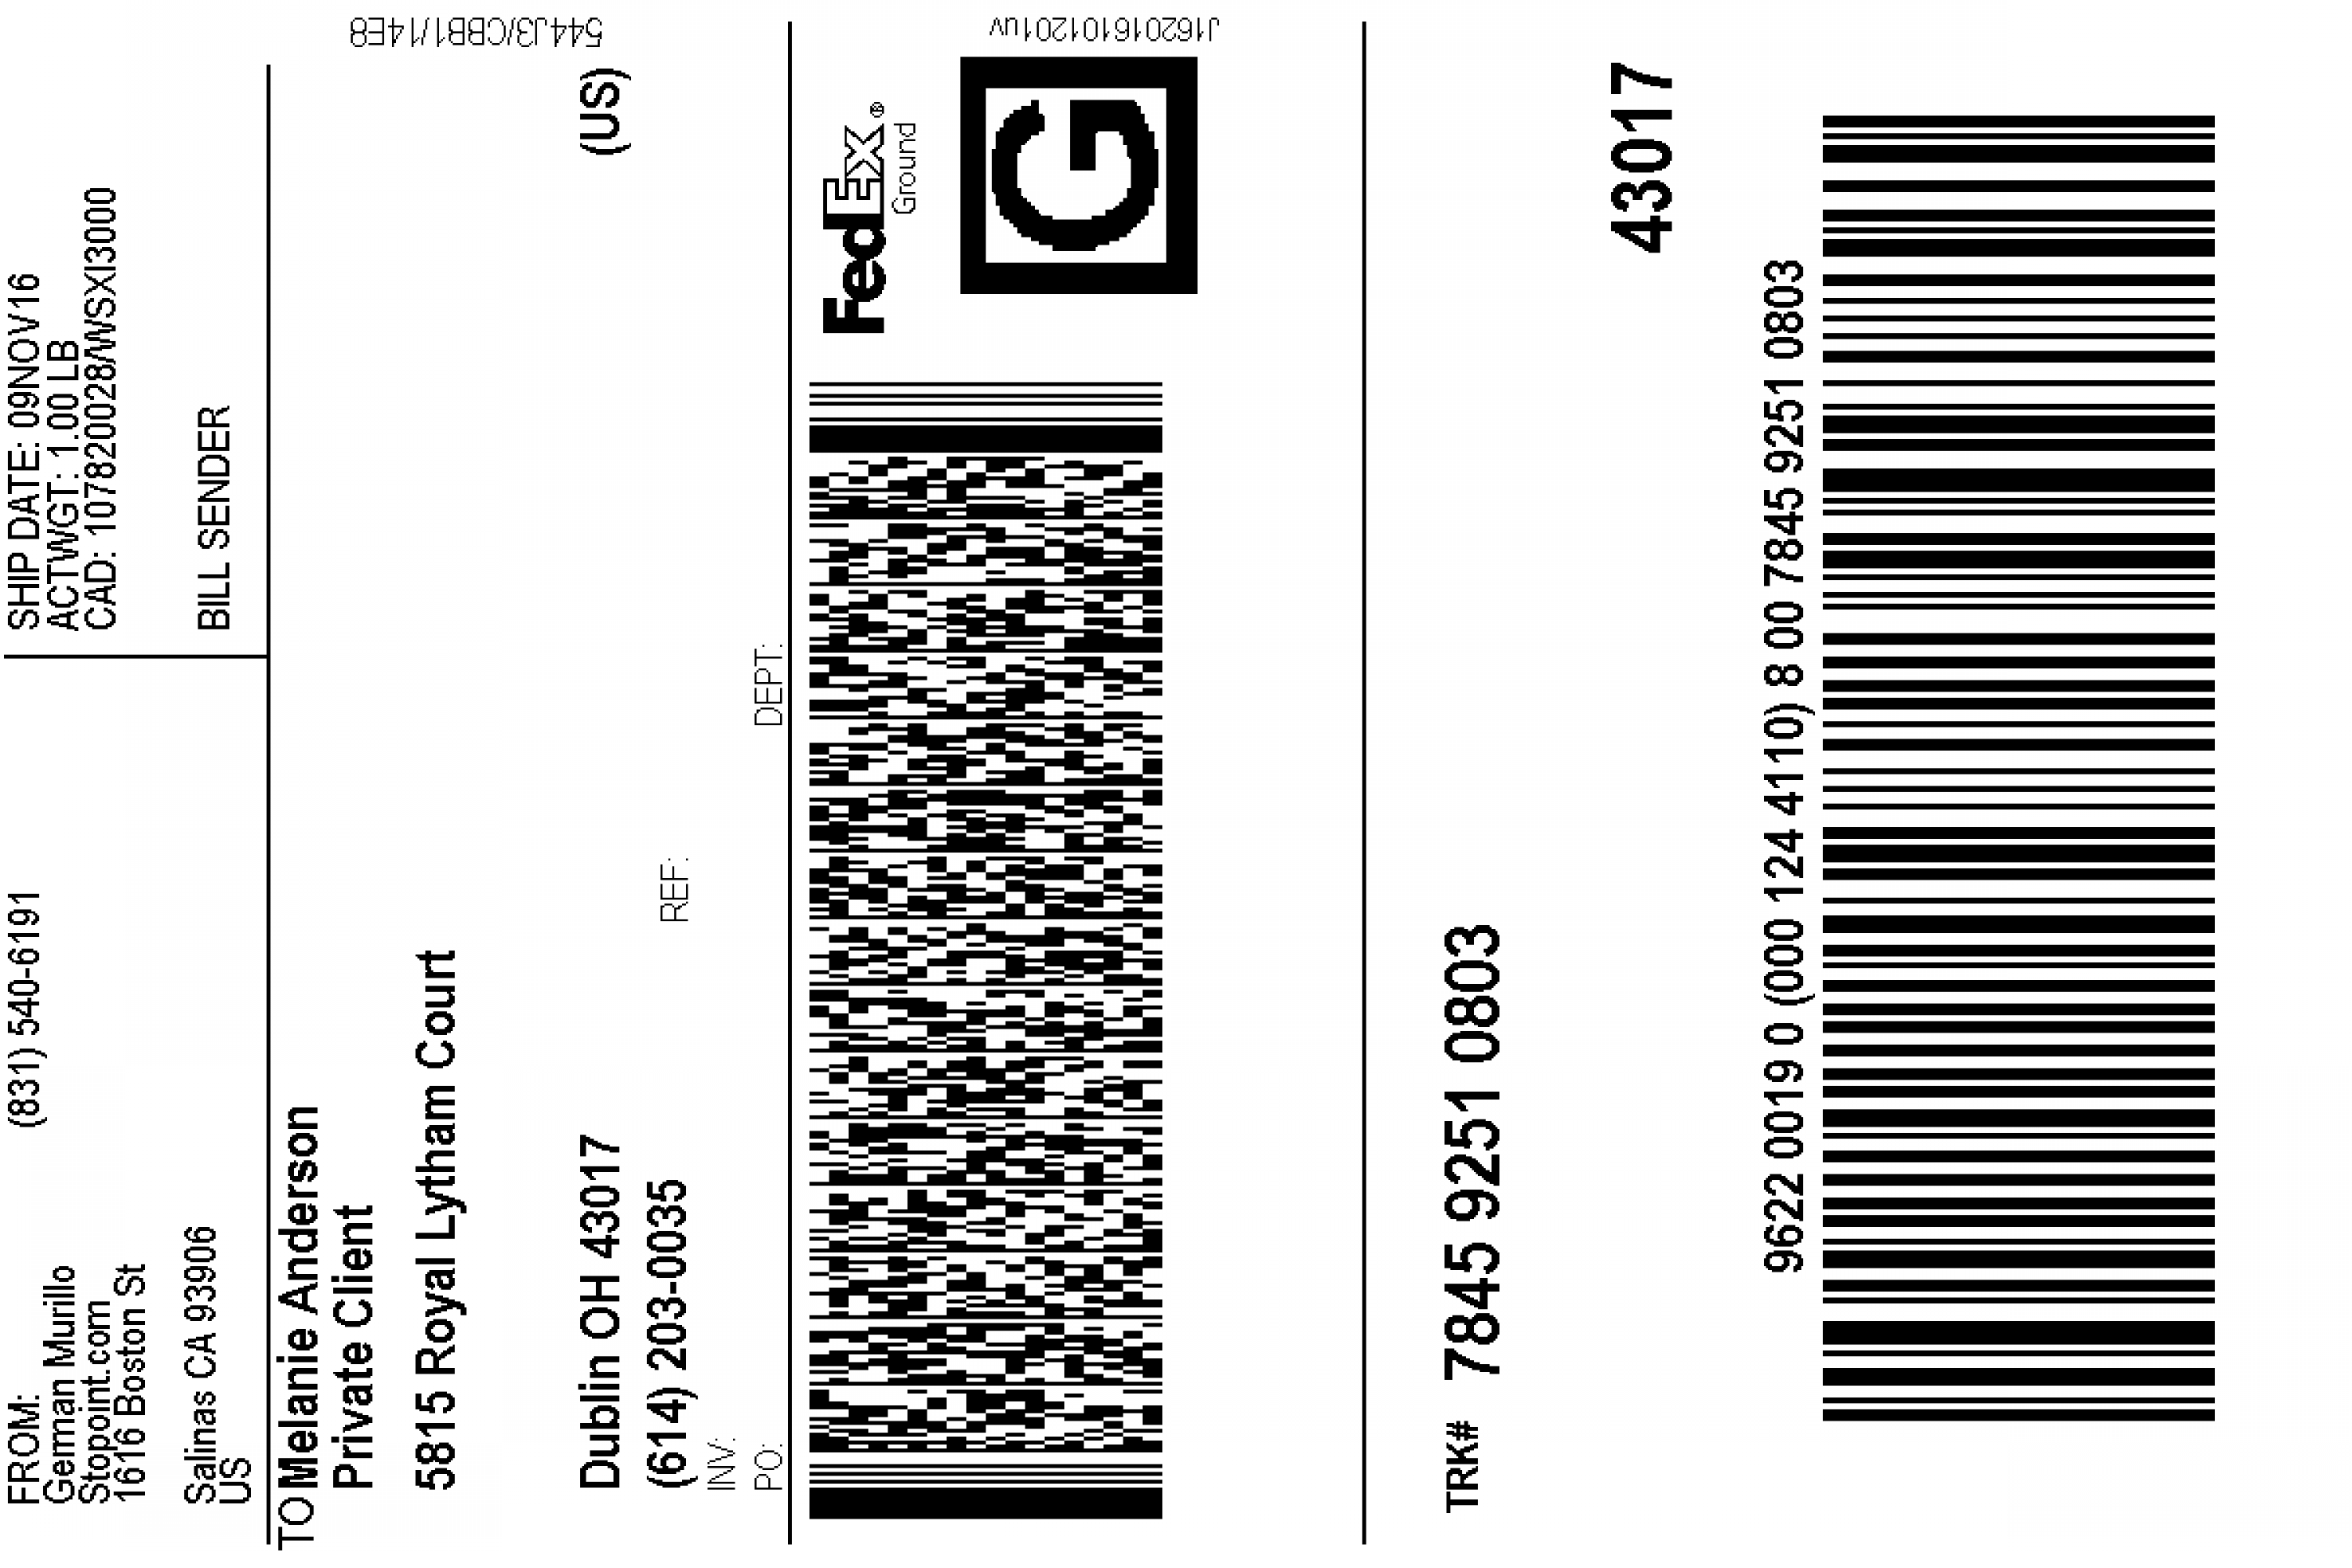 FROM:
(831) 540-6191
German Murillo
Stopoint.com
1616 Boston St
Salinas CA 93906
US
SHIP DATE: 09NOV16
ACTWGT: 1.00 LB
CAD: 107820028/WSXI3000
BILL SENDER
TO Melanie Anderson
Private Client
5815 Royal Lytham Court
Dublin OH 43017
(US)
(614) 203-0035
REF:
INV:
PO:
DEPT:
544J3/CBB1/14E8
FedEx®
Ground
G
J162016101201uv
TRK# 7845 9251 0803
43017
9622 0019 0 (000 124 4110) 8 00 7845 9251 0803